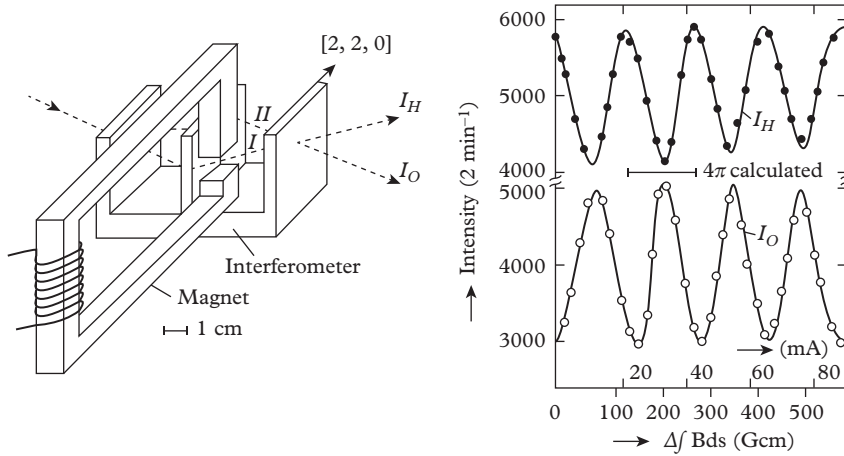 [2, 2, 0]
II
I
I_H
I_O
Interferometer
Magnet
1 cm
Intensity (2 min⁻¹)
6000
5000
4000
5000
4000
3000
I_H
4π calculated
I_O
(mA)
20 40 60 80
0 100 200 300 400 500
Δ∫ Bds (Gcm)